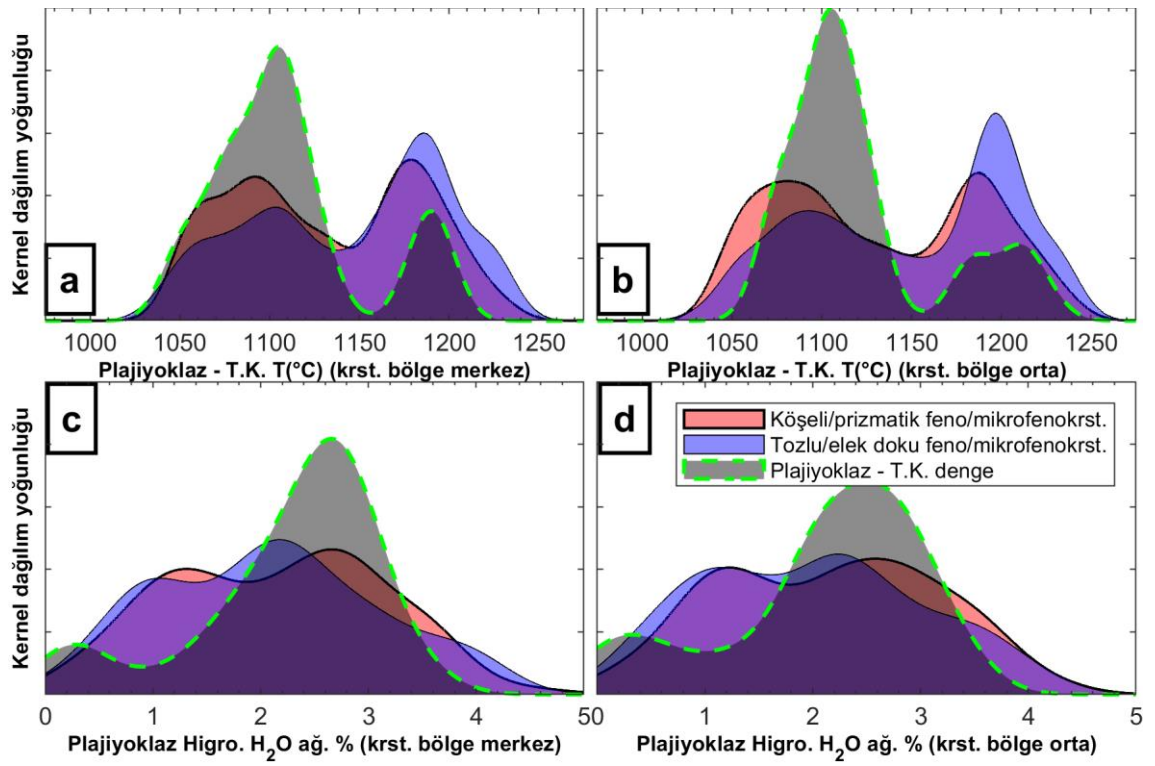 Kernel dağılım yoğunluğu
a
1000 1050 1100 1150 1200 1250
Plajiyoklaz - T.K. T(°C) (krst. bölge merkez)
b
1000 1050 1100 1150 1200 1250
Plajiyoklaz - T.K. T(°C) (krst. bölge orta)
Kernel dağılım yoğunluğu
c
0 1 2 3 4 5
Plajiyoklaz Higro. H₂O ağ. % (krst. bölge merkez)
d
Köşeli/prizmatik feno/mikrofenokrst.
Tozlu/elek doku feno/mikrofenokrst.
Plajiyoklaz - T.K. denge
0 1 2 3 4 5
Plajiyoklaz Higro. H₂O ağ. % (krst. bölge orta)